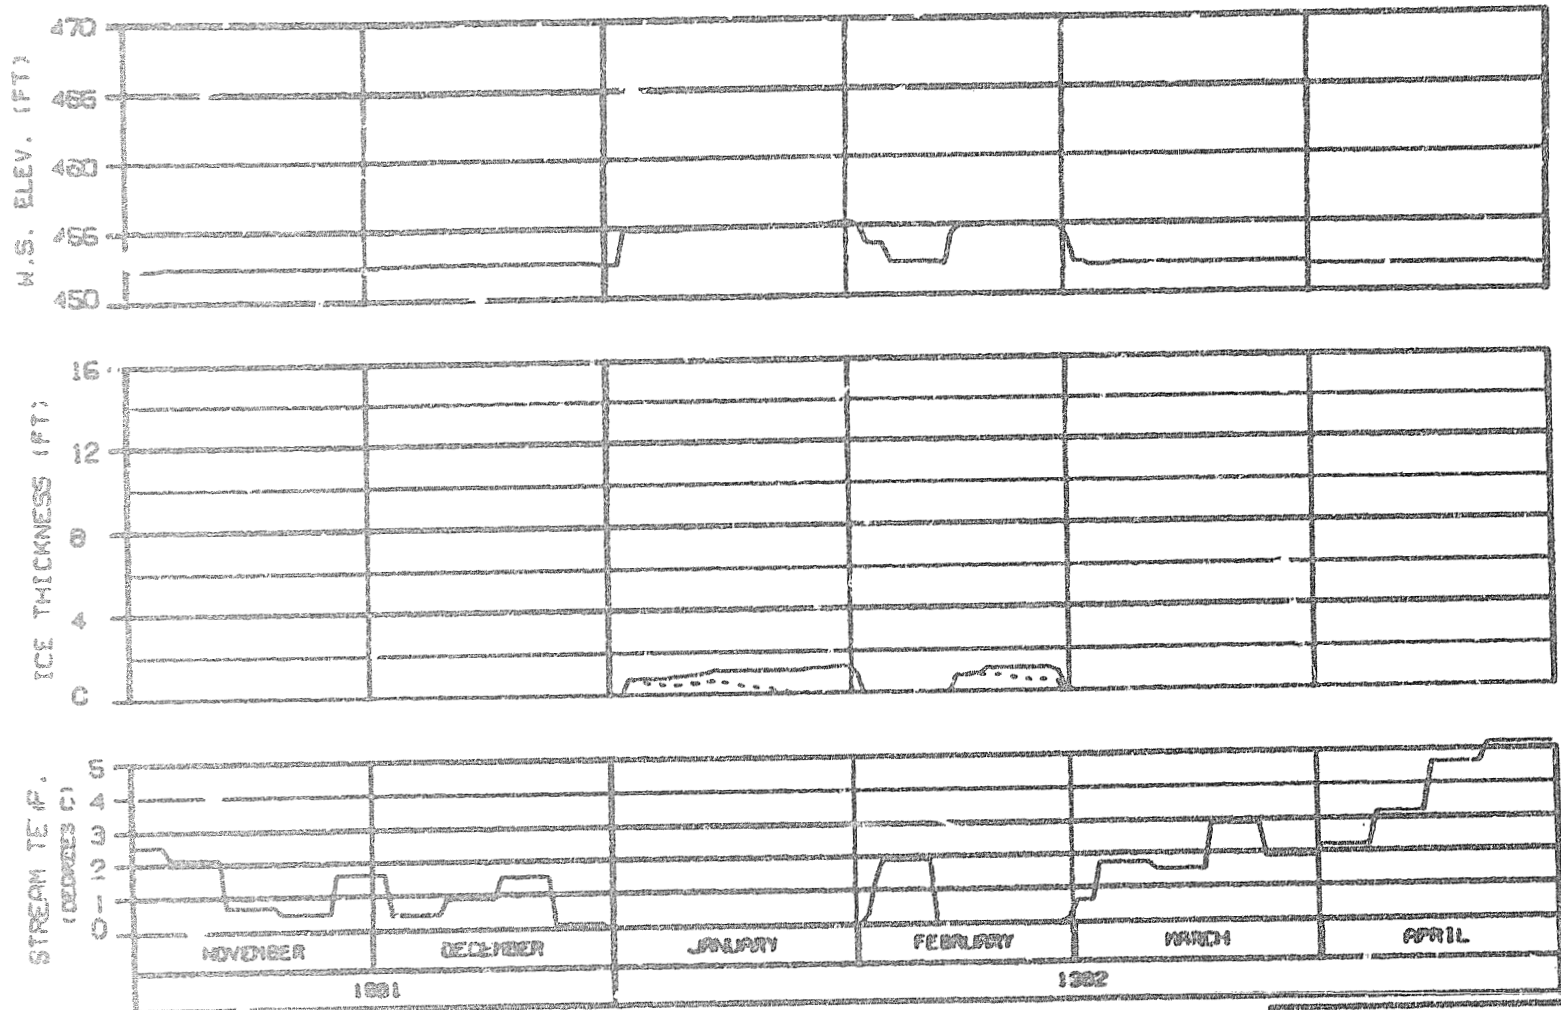 470
465
460
455
450
W.S. ELEV. (FT)
16
12
8
4
0
ICE THICKNESS (FT)
5
4
3
2
1
0
STREAM TEMP.
(DEGREES C)
NOVEMBER
DECEMBER
JANUARY
FEBRUARY
MARCH
APRIL
1981
1982